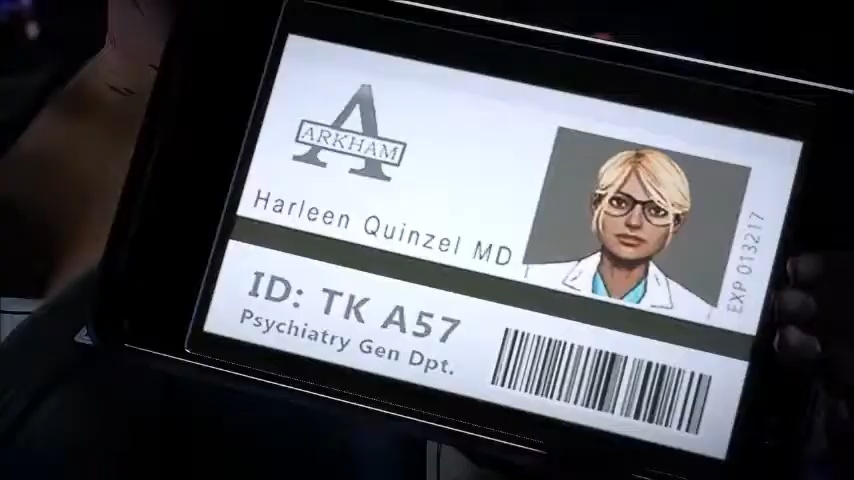 ARKHAM
Harleen Quinzel MD
EXP 013217
ID: TK A57
Psychiatry Gen Dpt.